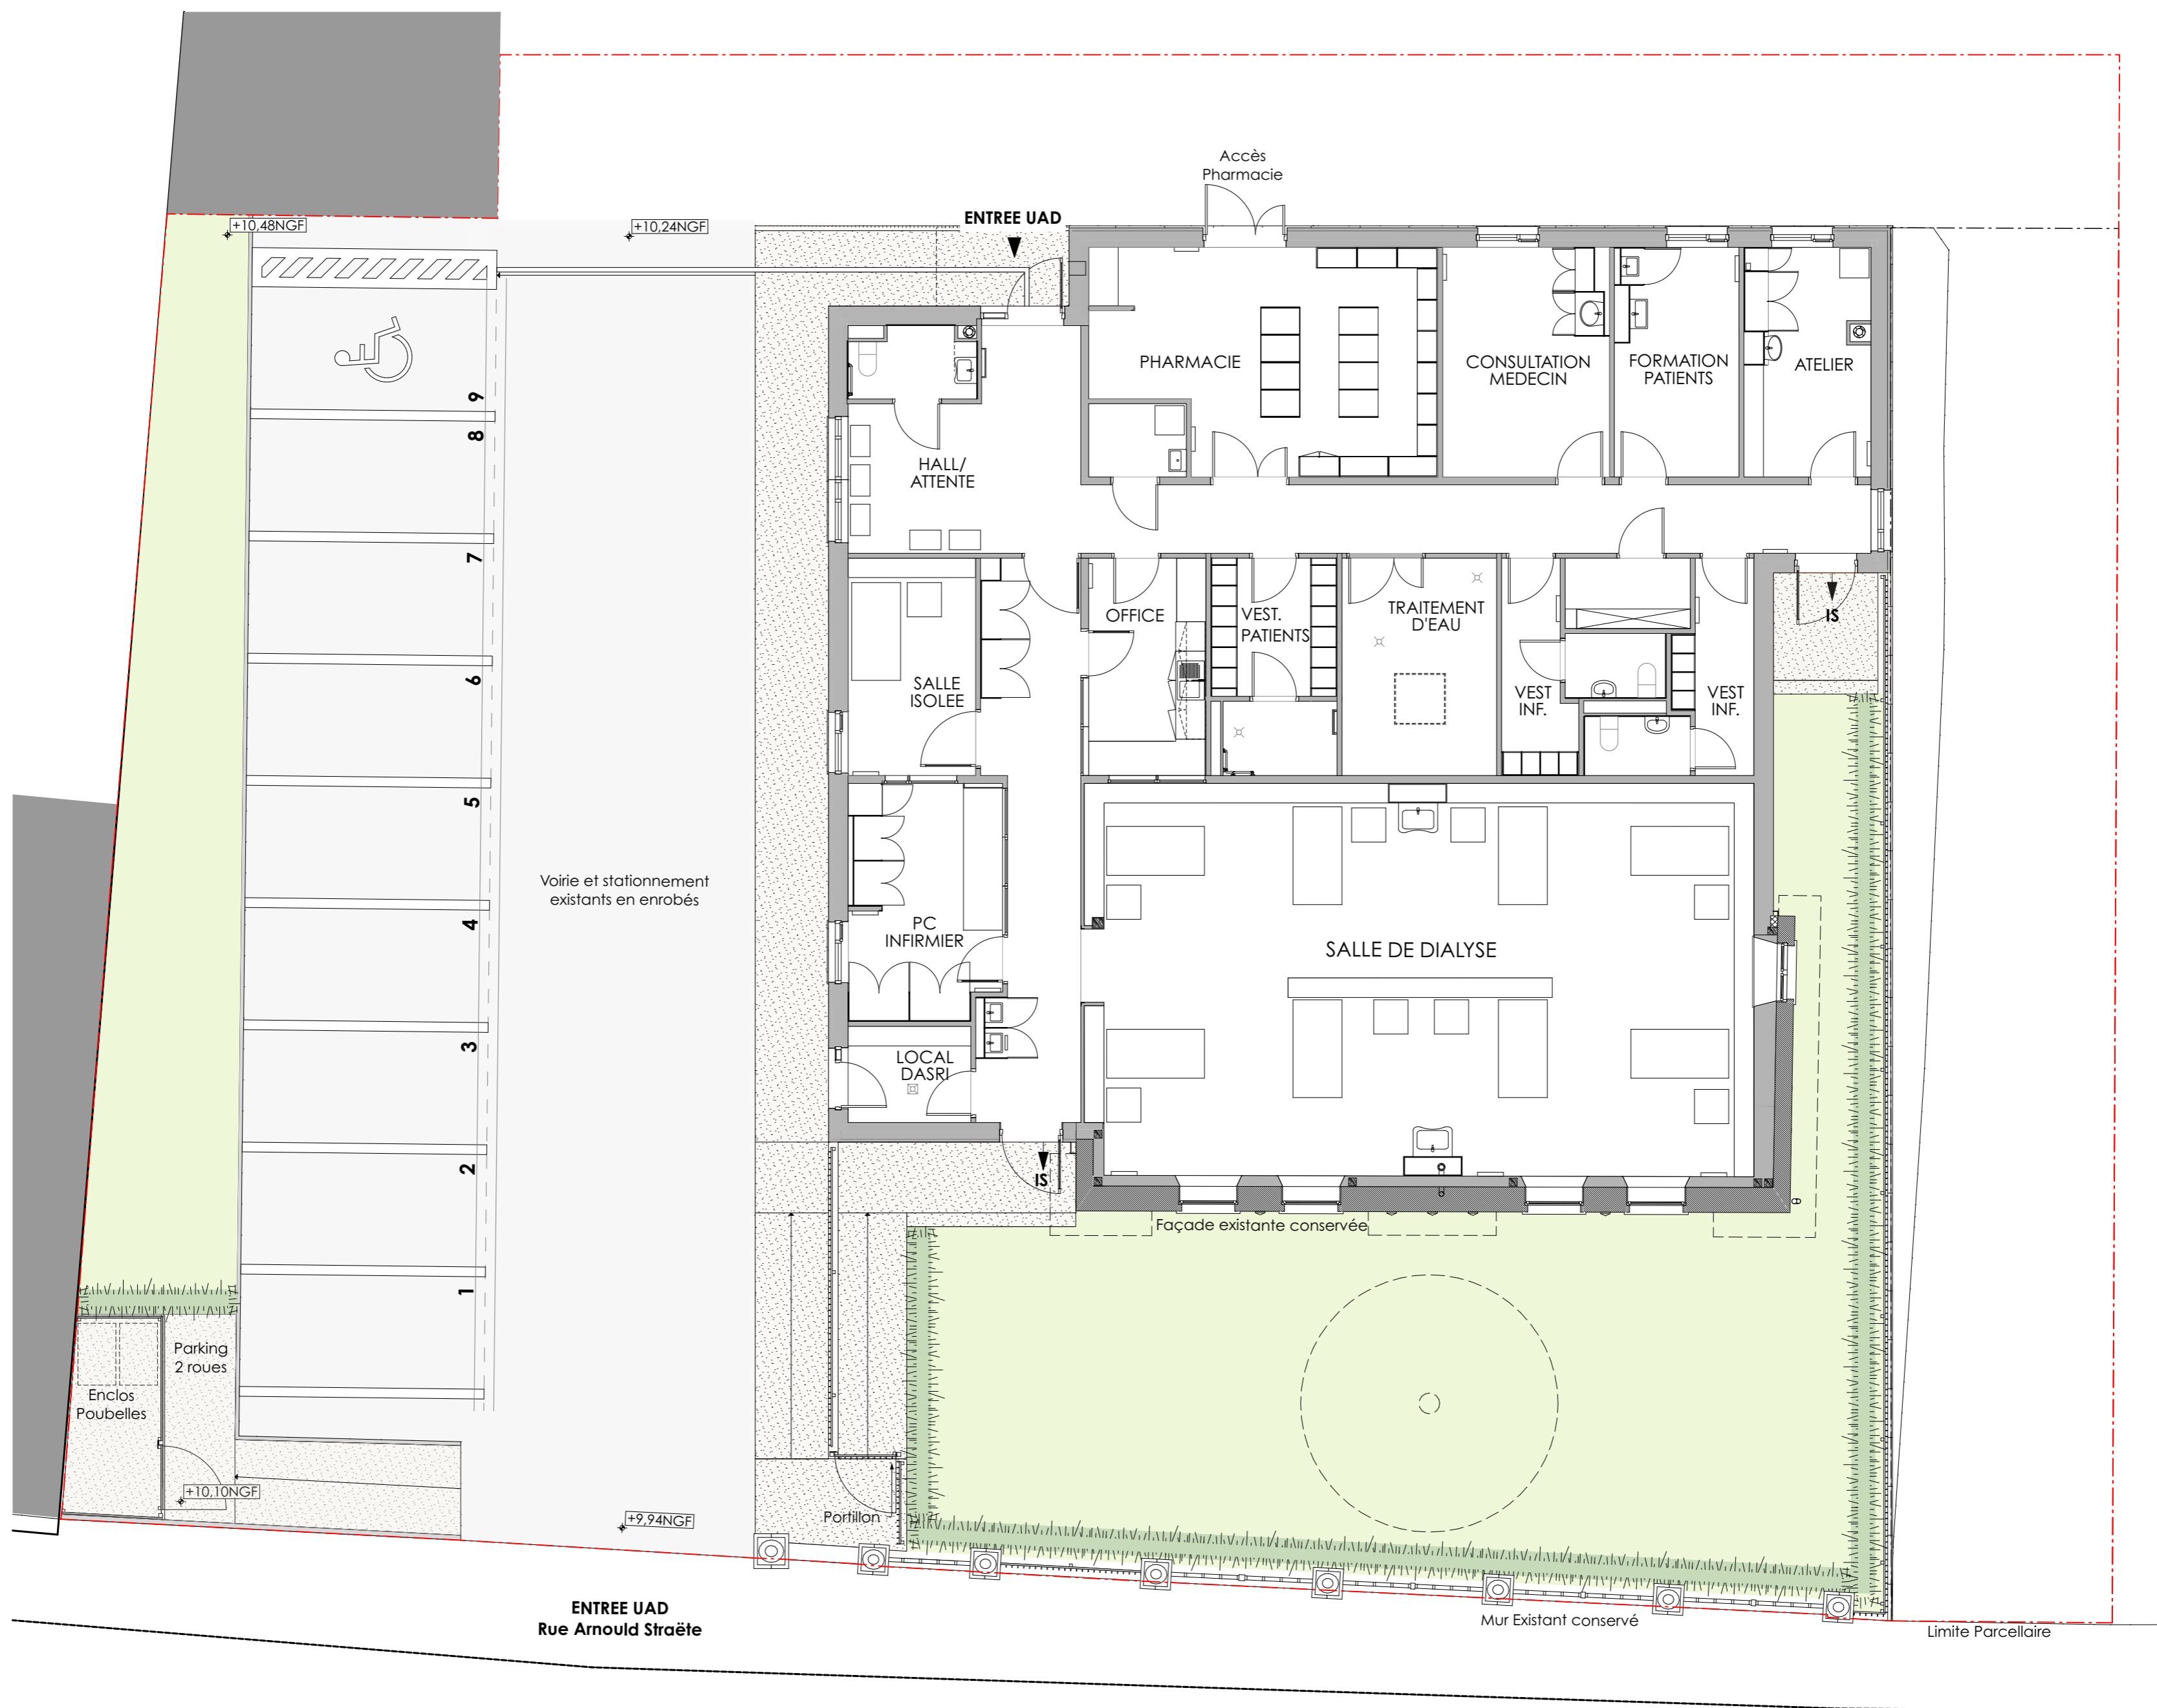 Accès
Pharmacie
ENTREE UAD
+10,48NGF
+10,24NGF
PHARMACIE
CONSULTATION
MEDECIN
FORMATION
PATIENTS
ATELIER
9
8
HALL/
ATTENTE
7
OFFICE
VEST.
PATIENTS
TRAITEMENT
D'EAU
IS
6
SALLE
ISOLEE
VEST
INF.
VEST
INF.
5
Voirie et stationnement
existants en enrobés
4
PC
INFIRMIER
SALLE DE DIALYSE
3
LOCAL
DASRI
2
IS
Façade existante conservée
1
Parking
2 roues
Enclos
Poubelles
+10,10NGF
Portillon
+9,94NGF
ENTREE UAD
Rue Arnould Straëte
Mur Existant conservé
Limite Parcellaire